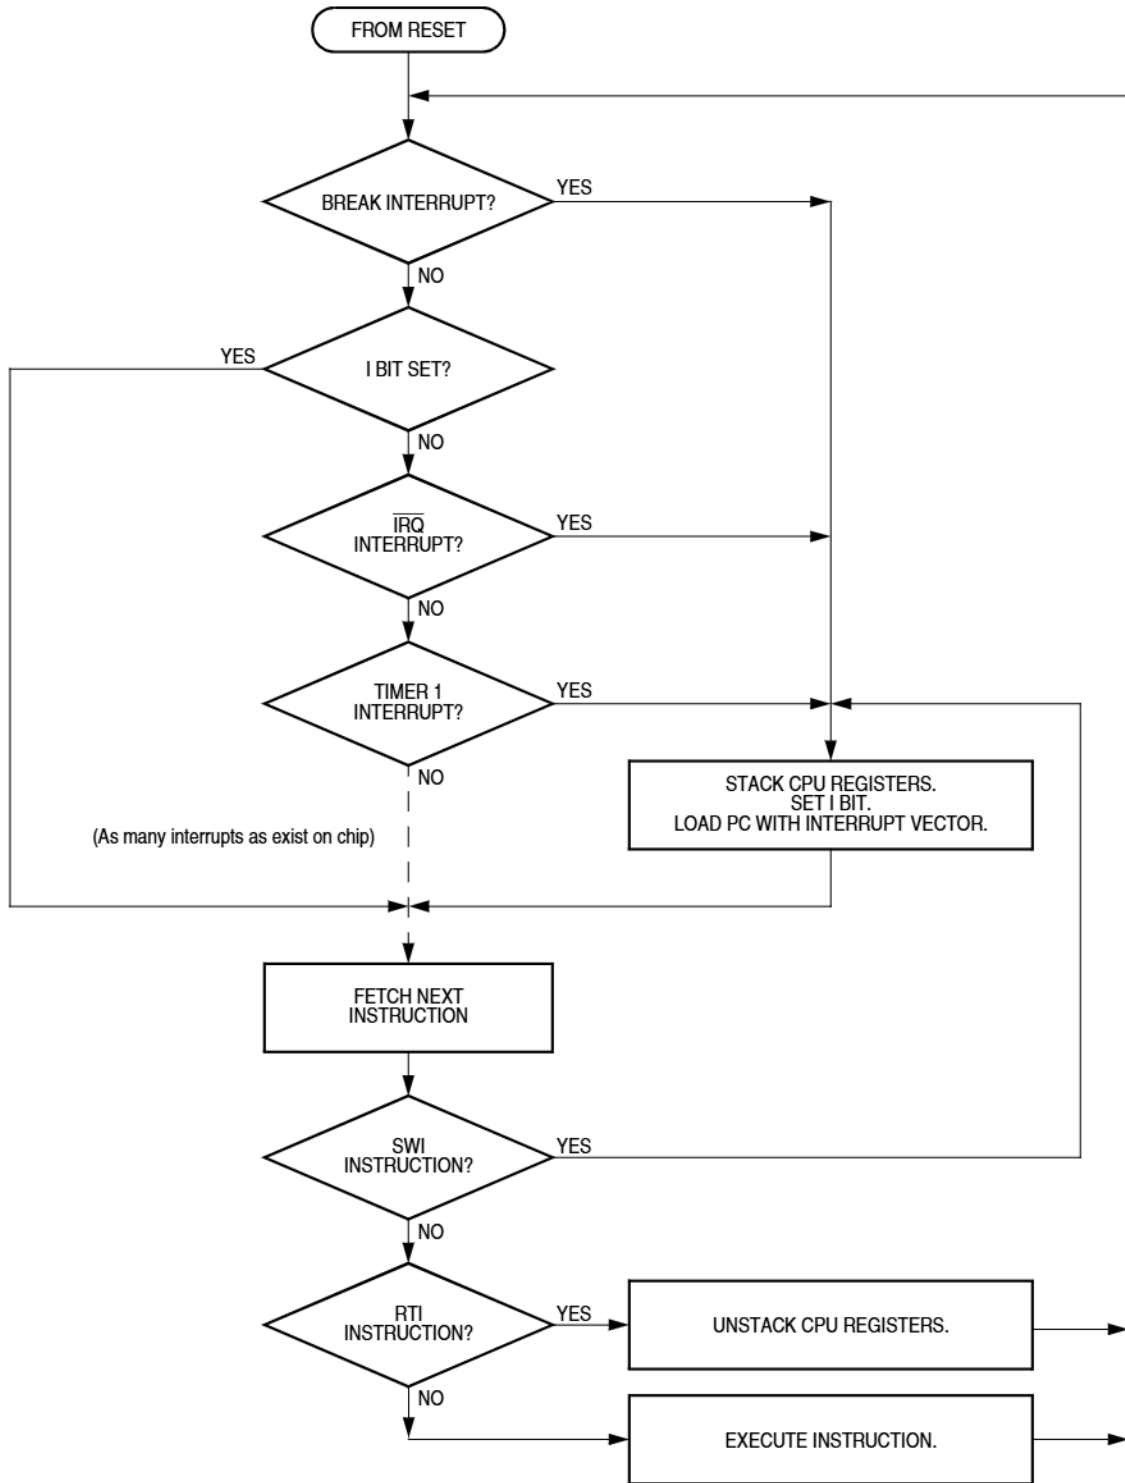 FROM RESET
BREAK INTERRUPT?
YES
NO
YES
I BIT SET?
NO
IRQ
INTERRUPT?
YES
NO
TIMER 1
INTERRUPT?
YES
NO
STACK CPU REGISTERS.
SET I BIT.
LOAD PC WITH INTERRUPT VECTOR.
(As many interrupts as exist on chip)
FETCH NEXT
INSTRUCTION
SWI
INSTRUCTION?
YES
NO
RTI
INSTRUCTION?
YES
UNSTACK CPU REGISTERS.
NO
EXECUTE INSTRUCTION.